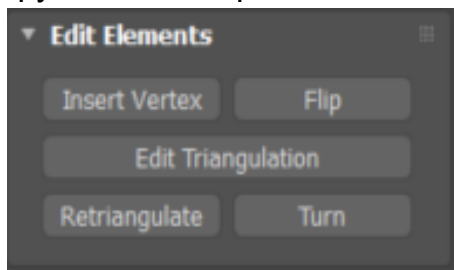 Edit Elements
Insert Vertex Flip
Edit Triangulation
Retriangulate Turn